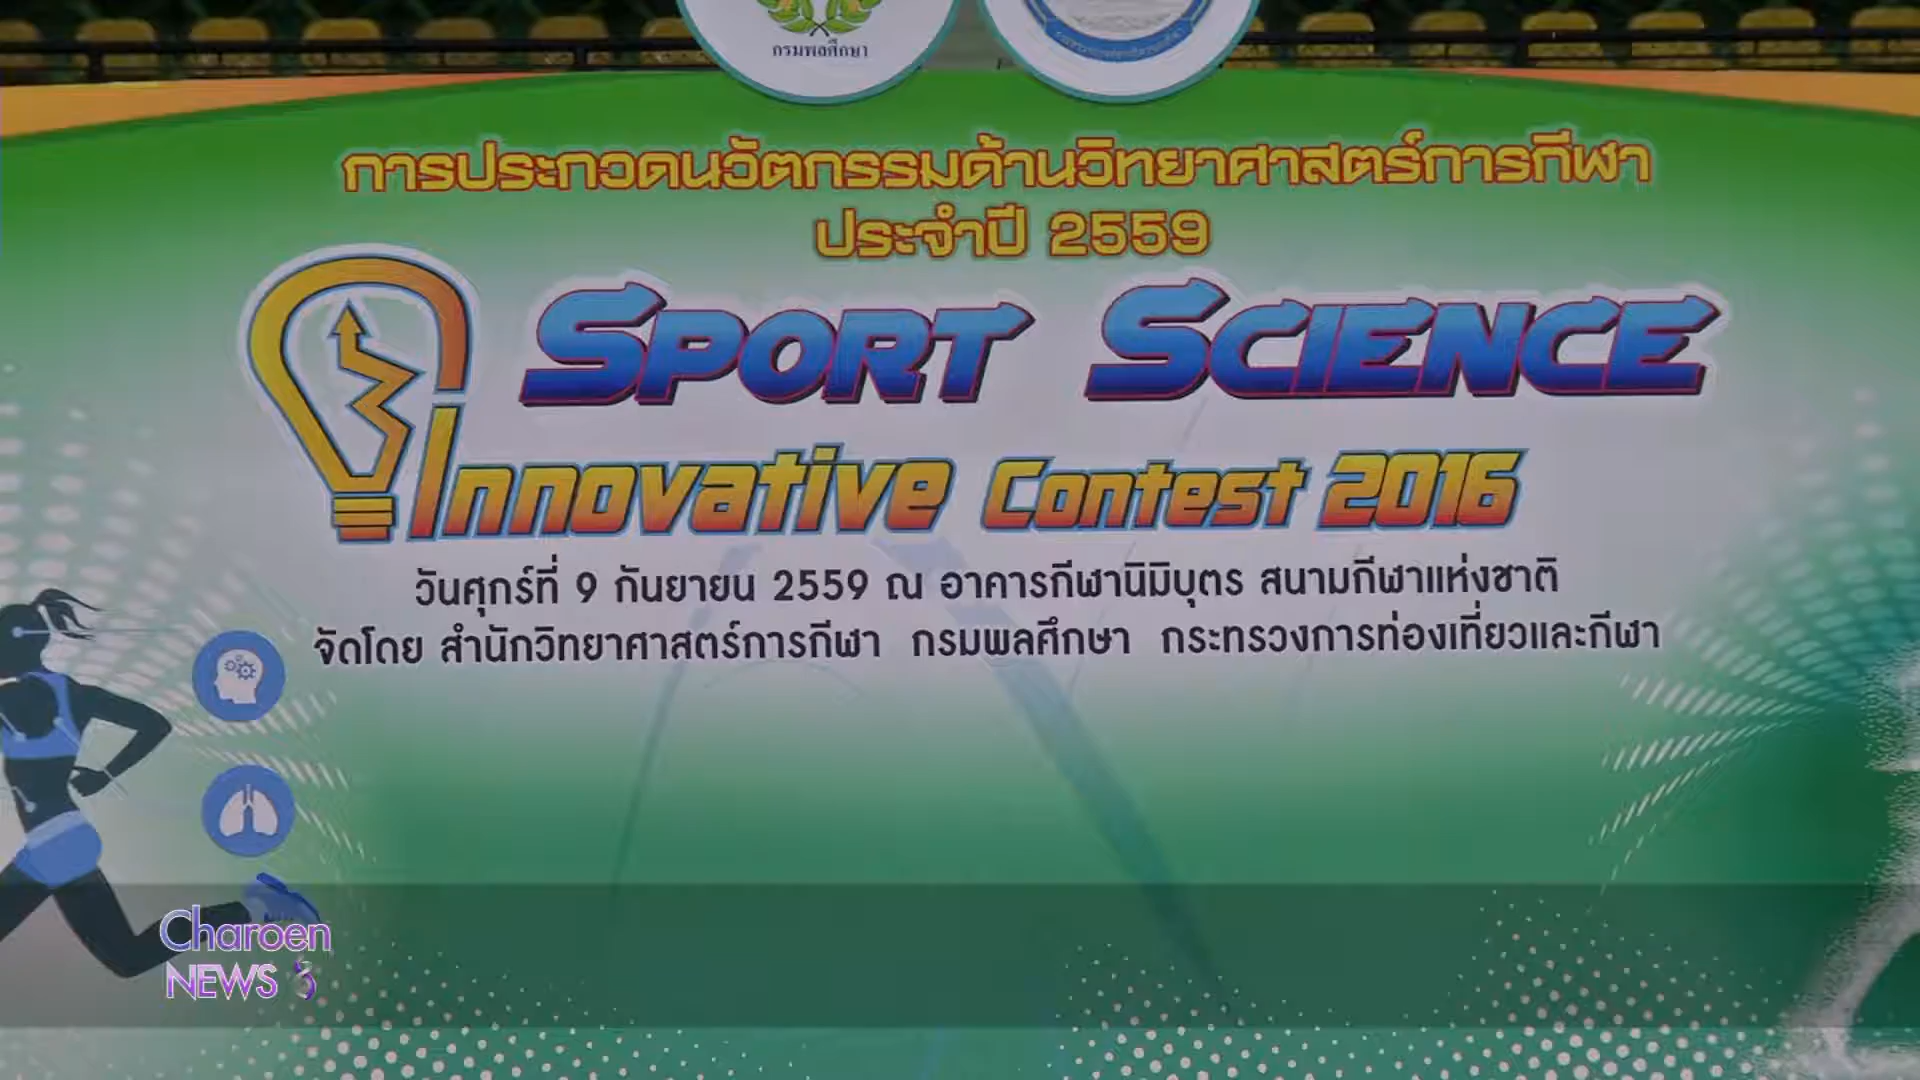 กรมพลศึกษา
การประกวดนวัตกรรมด้านวิทยาศาสตร์การกีฬา
ประจำปี 2559
SPORT SCIENCE
Innovative Contest 2016
วันศุกร์ที่ 9 กันยายน 2559 ณ อาคารกีฬานิมิบุตร สนามกีฬาแห่งชาติ
จัดโดย สำนักวิทยาศาสตร์การกีฬา กรมพลศึกษา กระทรวงการท่องเที่ยวและกีฬา
Charoen
NEWS